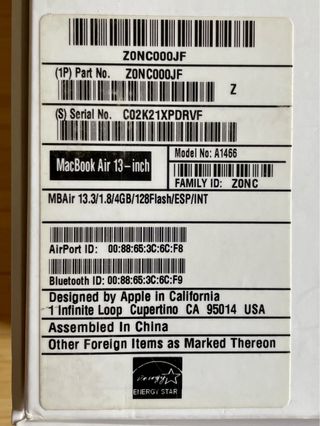 Z0NC000JF
(1P) Part No. Z0NC000JF
Z
(S) Serial No. C02K21XPDRVF
MacBook Air 13-inch
Model No: A1466
FAMILY ID: Z0NC
MBAir 13.3/1.8/4GB/128Flash/ESP/INT
AirPort ID: 00:88:65:3C:6C:F8
Bluetooth ID: 00:88:65:3C:6C:F9
Designed by Apple in California
1 Infinite Loop Cupertino CA 95014 USA
Assembled In China
Other Foreign Items as Marked Thereon
energy
ENERGY STAR